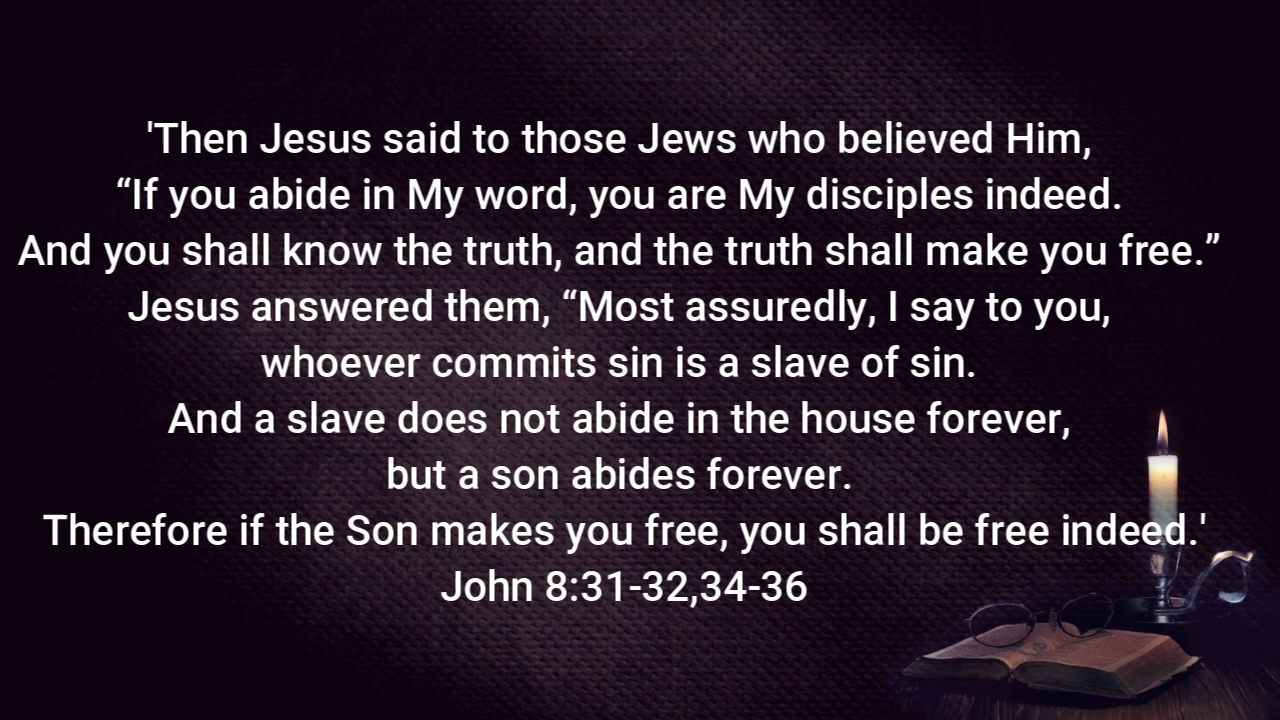 'Then Jesus said to those Jews who believed Him,
“If you abide in My word, you are My disciples indeed.
And you shall know the truth, and the truth shall make you free.”
Jesus answered them, “Most assuredly, I say to you,
whoever commits sin is a slave of sin.
And a slave does not abide in the house forever,
but a son abides forever.
Therefore if the Son makes you free, you shall be free indeed.'
John 8:31-32,34-36